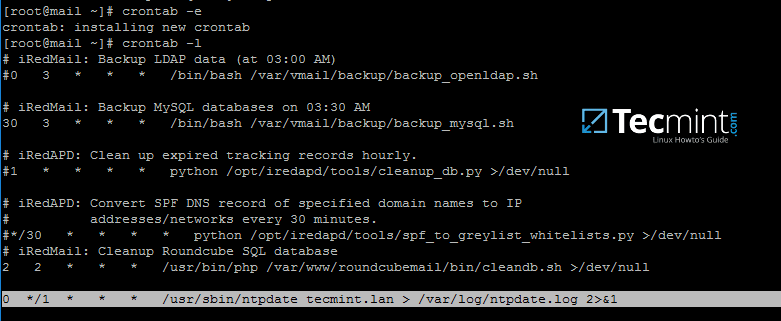 [root@mail ~]# crontab -e
crontab: installing new crontab
[root@mail ~]# crontab -l
# iRedMail: Backup LDAP data (at 03:00 AM)
#0   3   *   *   *   /bin/bash /var/vmail/backup/backup_openldap.sh
# iRedMail: Backup MySQL databases on 03:30 AM
30   3   *   *   *   /bin/bash /var/vmail/backup/backup_mysql.sh
Tecmint.com
Linux Howto's Guide
# iRedAPD: Clean up expired tracking records hourly.
#1   *   *   *   *   python /opt/iredapd/tools/cleanup_db.py >/dev/null
# iRedAPD: Convert SPF DNS record of specified domain names to IP
#          addresses/networks every 30 minutes.
#*/30   *   *   *   *   python /opt/iredapd/tools/spf_to_greylist_whitelists.py >/dev/null
# iRedMail: Cleanup Roundcube SQL database
2   2   *   *   *   /usr/bin/php /var/www/roundcubemail/bin/cleandb.sh >/dev/null
0  */1  *   *   *   /usr/sbin/ntpdate tecmint.lan > /var/log/ntpdate.log 2>&1